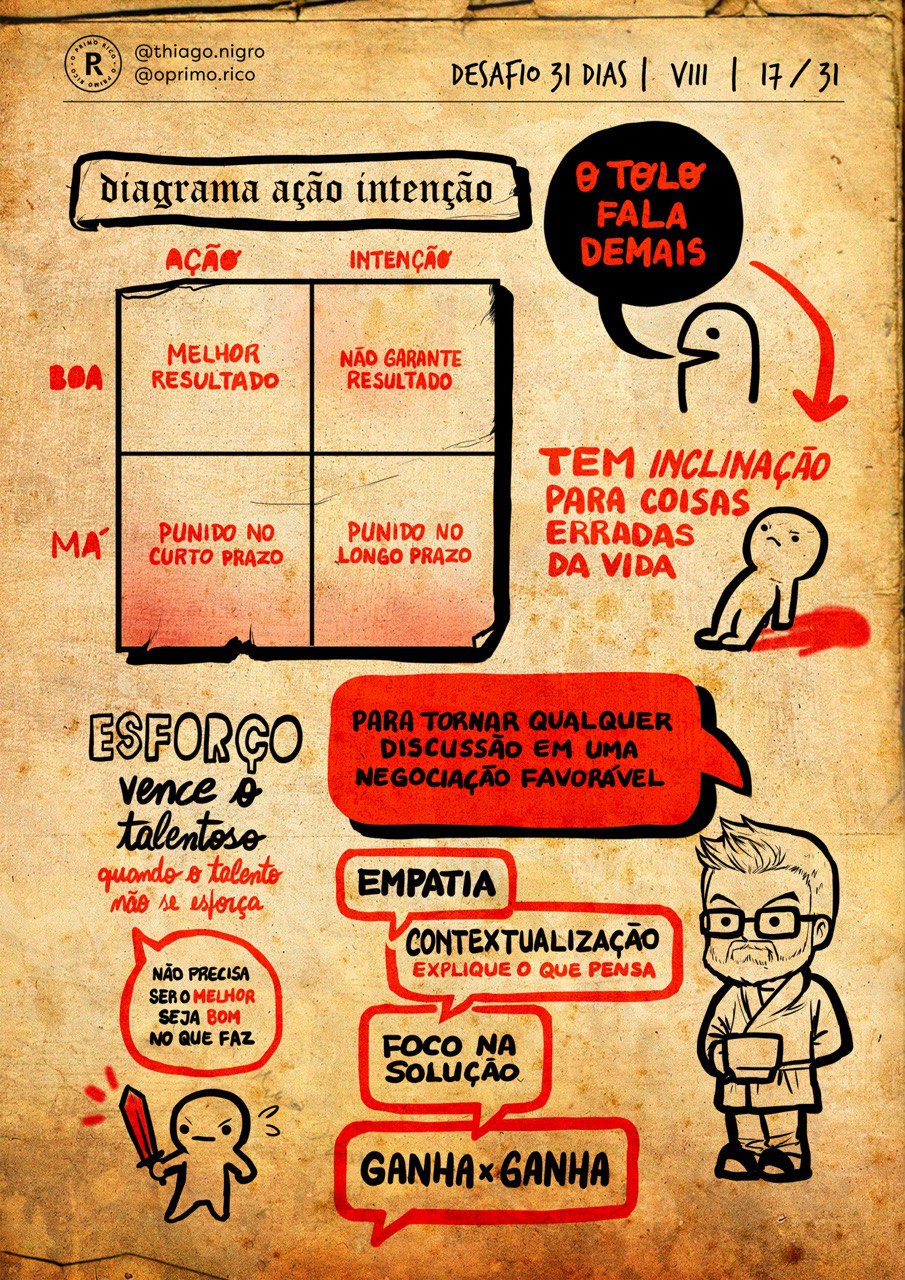 R
O PRIMO RICO • O PRIMO RICO •
@thiago.nigro
@oprimo.rico
DESAFIO 31 DIAS | VIII | 17 / 31
diagrama ação intenção
AÇÃO INTENÇÃO
BOA
MELHOR
RESULTADO
NÃO GARANTE
RESULTADO
MÁ
PUNIDO NO
CURTO PRAZO
PUNIDO NO
LONGO PRAZO
O TOLO
FALA
DEMAIS
TEM INCLINAÇÃO
PARA COISAS
ERRADAS
DA VIDA
ESFORÇO
vence o
talentoso
quando o talento
não se esforça
NÃO PRECISA
SER O MELHOR
SEJA BOM
NO QUE FAZ
PARA TORNAR QUALQUER
DISCUSSÃO EM UMA
NEGOCIAÇÃO FAVORÁVEL
EMPATIA
CONTEXTUALIZAÇÃO
EXPLIQUE O QUE PENSA
FOCO NA
SOLUÇÃO
GANHA x GANHA